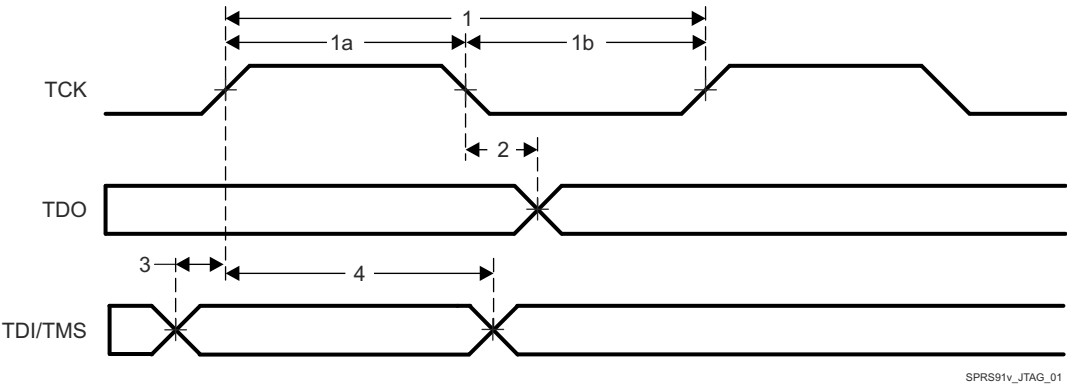 1
1a
1b
TCK
2
TDO
3
4
TDI/TMS
SPRS91v_JTAG_01